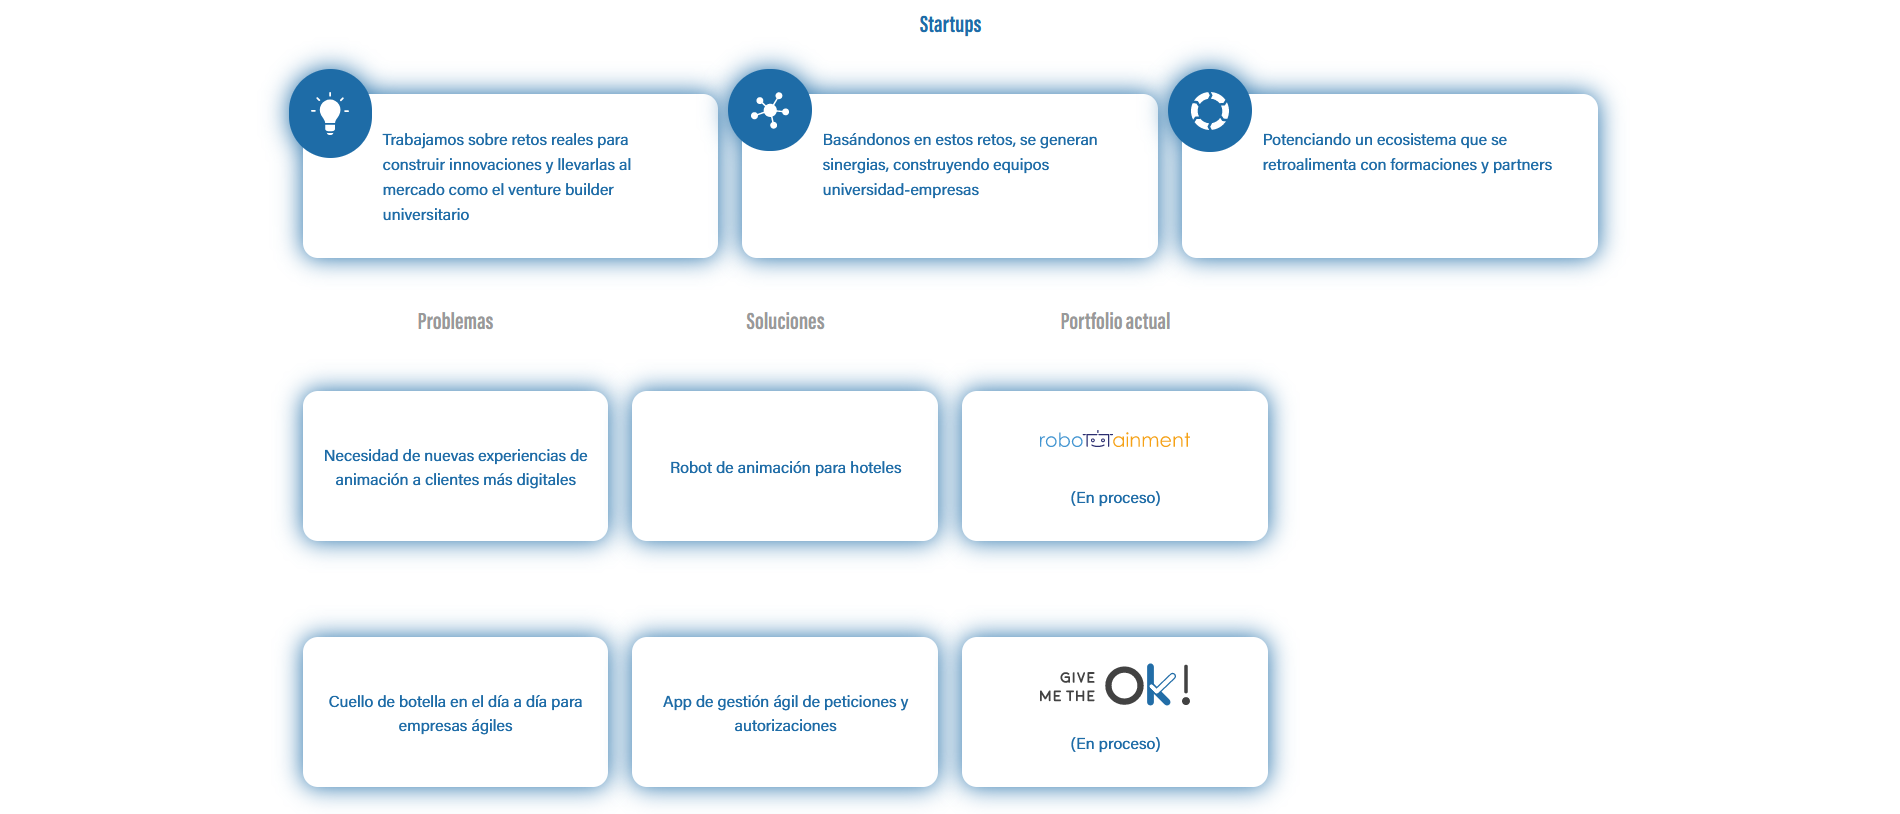 Startups
Trabajamos sobre retos reales para
construir innovaciones y llevarlas al
mercado como el venture builder
universitario
Basándonos en estos retos, se generan
sinergias, construyendo equipos
universidad-empresas
Potenciando un ecosistema que se
retroalimenta con formaciones y partners
Problemas
Soluciones
Portfolio actual
Necesidad de nuevas experiencias de
animación a clientes más digitales
Robot de animación para hoteles
roboTTainment
(En proceso)
Cuello de botella en el día a día para
empresas ágiles
App de gestión ágil de peticiones y
autorizaciones
GIVE
ME THE Ok!
(En proceso)